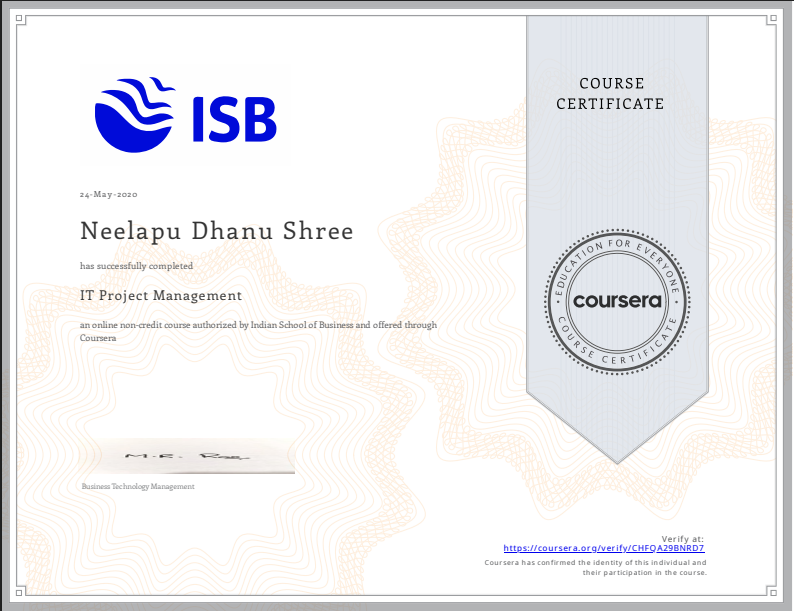 ISB
COURSE
CERTIFICATE
24-May-2020
Neelapu Dhanu Shree
has successfully completed
IT Project Management
an online non-credit course authorized by Indian School of Business and offered through
Coursera
EDUCATION FOR EVERYONE
coursera
COURSE CERTIFICATE
M. R. Rao
Business Technology Management
Verify at:
https://coursera.org/verify/CHFQA29BNRD7
Coursera has confirmed the identity of this individual and
their participation in the course.